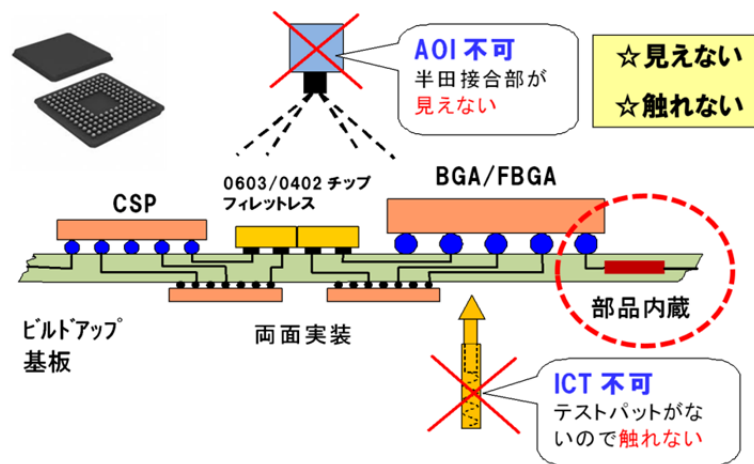 AOI 不可
半田接合部が
見えない
☆見えない
☆触れない
0603/0402 チップ
フィレットレス
CSP
BGA/FBGA
部品内蔵
ビルドアップ
基板
両面実装
ICT 不可
テストパットがな
いので触れない